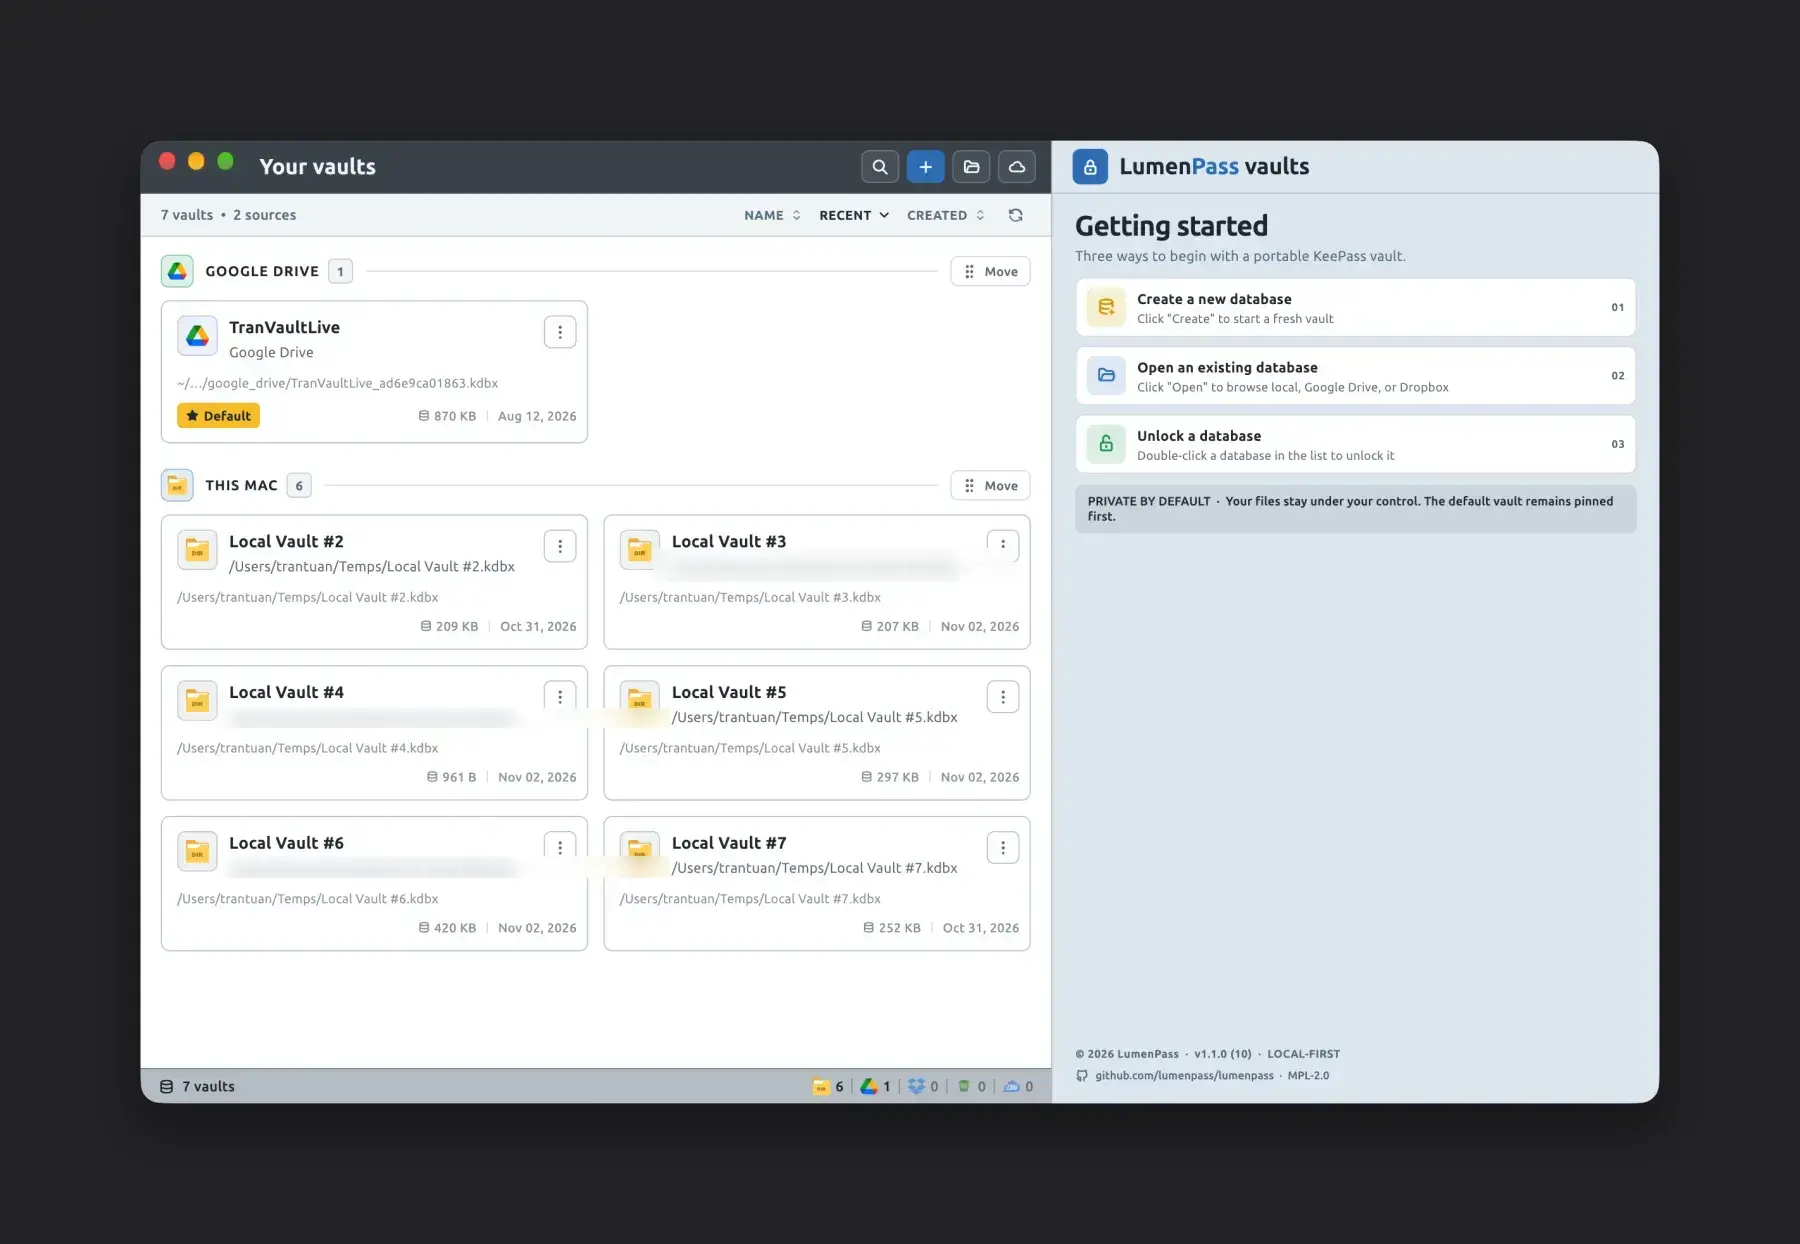 Your vaults
7 vaults • 2 sources
NAME RECENT CREATED
GOOGLE DRIVE 1
Move
TranVaultLive
Google Drive
~/.../google_drive/TranVaultLive_ad6e9ca01863.kdbx
Default 870 KB Aug 12, 2026
THIS MAC 6
Move
Local Vault #2
/Users/trantuan/Temps/Local Vault #2.kdbx
/Users/trantuan/Temps/Local Vault #2.kdbx
209 KB Oct 31, 2026
Local Vault #3
/Users/trantuan/Temps/Local Vault #3.kdbx
207 KB Nov 02, 2026
Local Vault #4
/Users/trantuan/Temps/Local Vault #4.kdbx
961 B Nov 02, 2026
Local Vault #5
/Users/trantuan/Temps/Local Vault #5.kdbx
/Users/trantuan/Temps/Local Vault #5.kdbx
297 KB Nov 02, 2026
Local Vault #6
/Users/trantuan/Temps/Local Vault #6.kdbx
420 KB Nov 02, 2026
Local Vault #7
/Users/trantuan/Temps/Local Vault #7.kdbx
/Users/trantuan/Temps/Local Vault #7.kdbx
252 KB Oct 31, 2026
7 vaults
6 1 0 0 0
LumenPass vaults
Getting started
Three ways to begin with a portable KeePass vault.
Create a new database
Click "Create" to start a fresh vault
01
Open an existing database
Click "Open" to browse local, Google Drive, or Dropbox
02
Unlock a database
Double-click a database in the list to unlock it
03
PRIVATE BY DEFAULT · Your files stay under your control. The default vault remains pinned
first.
© 2026 LumenPass · v1.1.0 (10) · LOCAL-FIRST
github.com/lumenpass/lumenpass · MPL-2.0